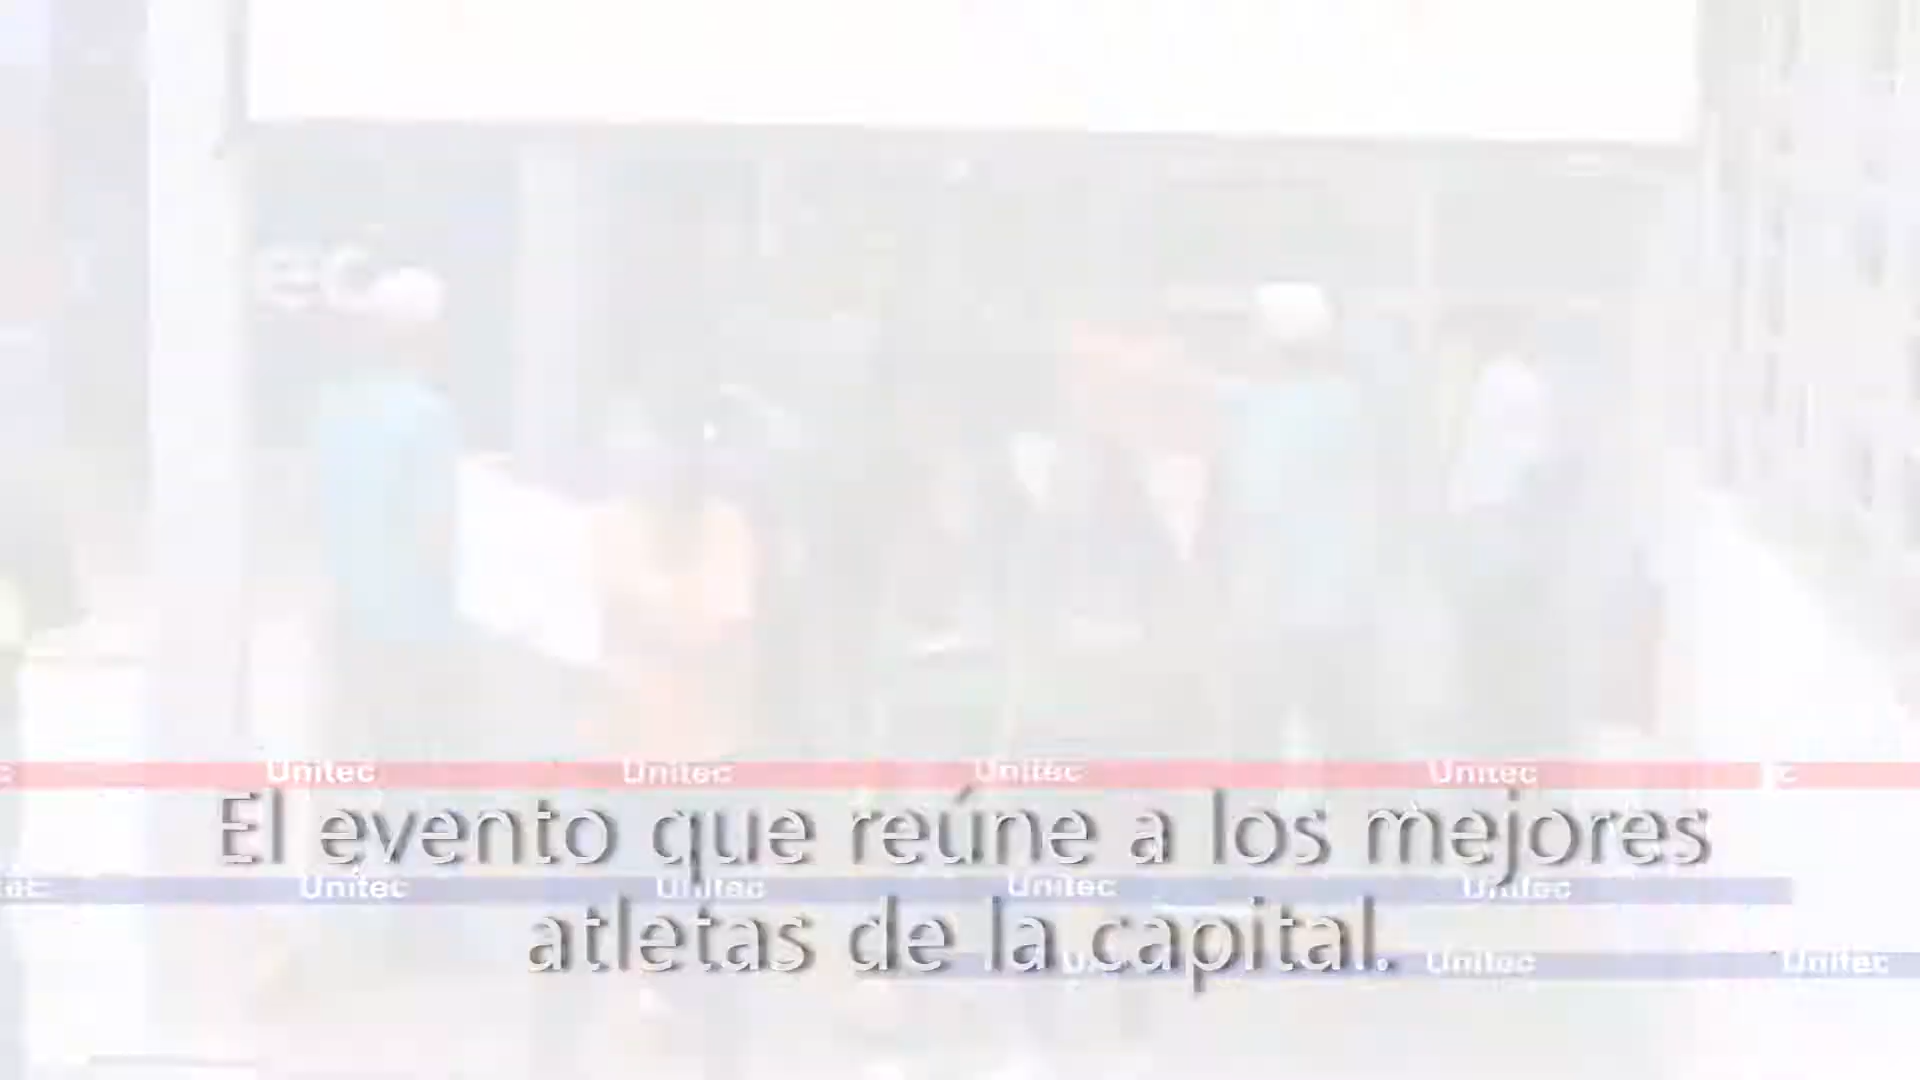 Unitec Unitec Unitec Unitec
El evento que reúne a los mejores
Unitec Unitec Unitec Unitec
atletas de la capital.
Unitec Unitec